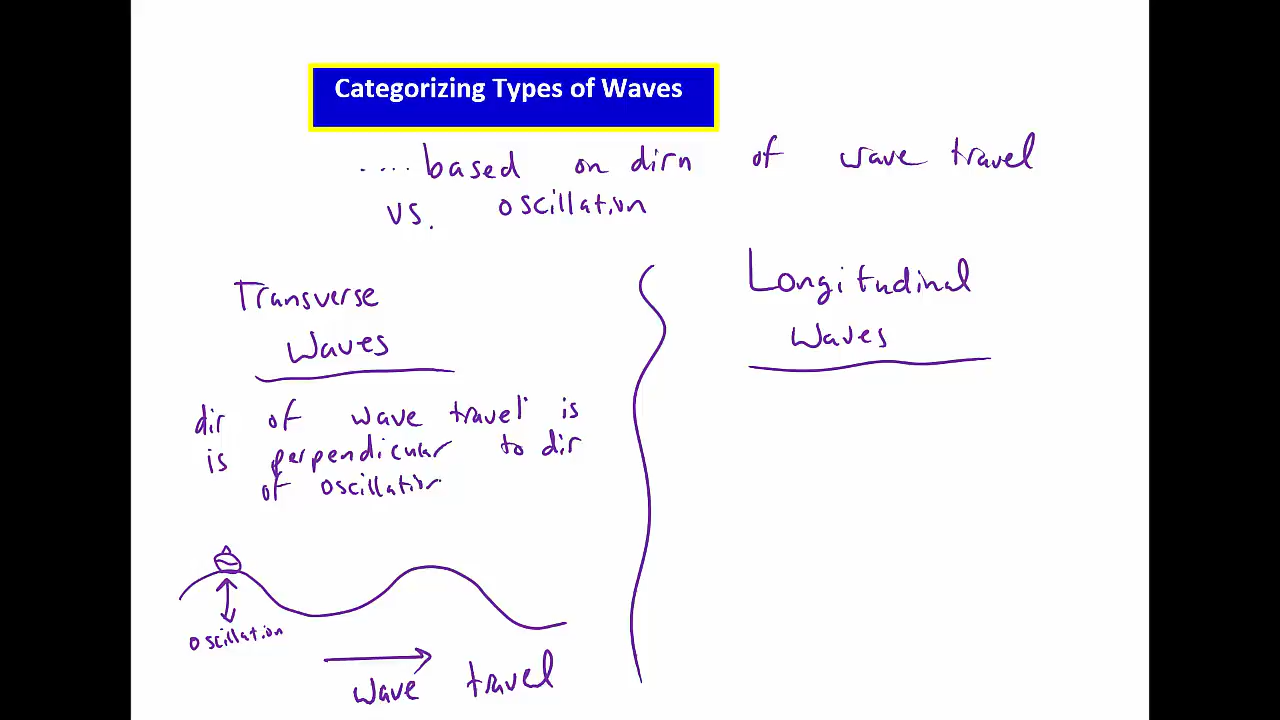 Categorizing Types of Waves
.... based on dirn of wave travel
vs. oscillation
Transverse
Waves
dir of wave travel is
is perpendicular to dir
of oscillation
oscillation
wave travel
Longitudinal
Waves